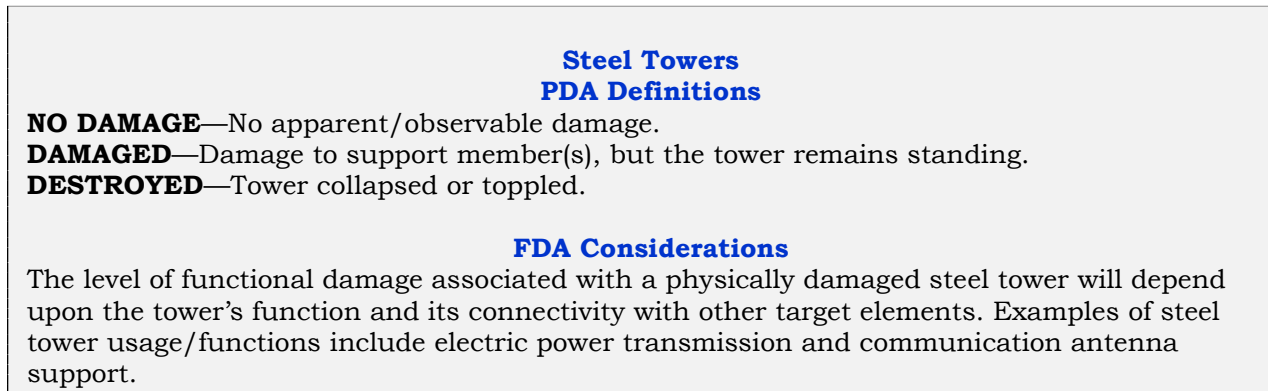 Steel Towers
PDA Definitions
NO DAMAGE—No apparent/observable damage.
DAMAGED—Damage to support member(s), but the tower remains standing.
DESTROYED—Tower collapsed or toppled.
FDA Considerations
The level of functional damage associated with a physically damaged steel tower will depend
upon the tower’s function and its connectivity with other target elements. Examples of steel
tower usage/functions include electric power transmission and communication antenna
support.